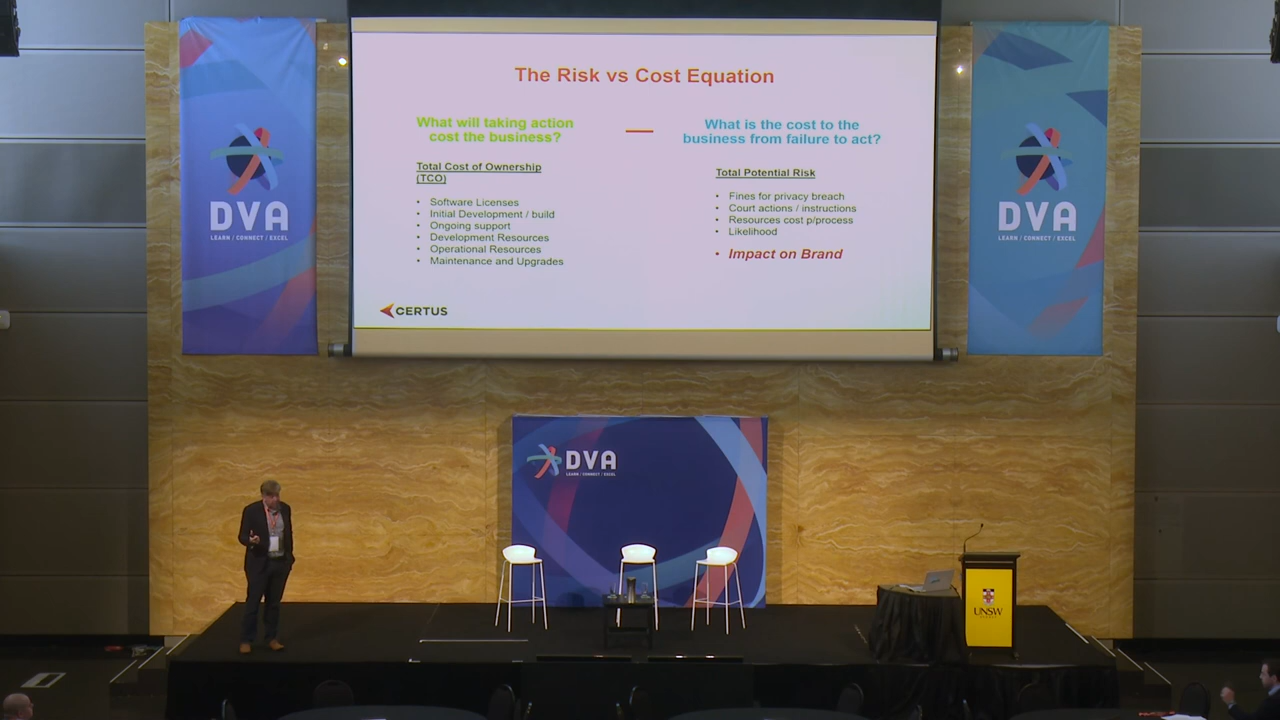 The Risk vs Cost Equation
What will taking action
cost the business?
Total Cost of Ownership
(TCO)
• Software Licenses
• Initial Development / build
• Ongoing support
• Development Resources
• Operational Resources
• Maintenance and Upgrades
—
What is the cost to the
business from failure to act?
Total Potential Risk
• Fines for privacy breach
• Court actions / instructions
• Resources cost p/process
• Likelihood
• Impact on Brand
CERTUS
DVA
LEARN / CONNECT / EXCEL
DVA
LEARN / CONNECT / EXCEL
DVA
LEARN / CONNECT / EXCEL
UNSW